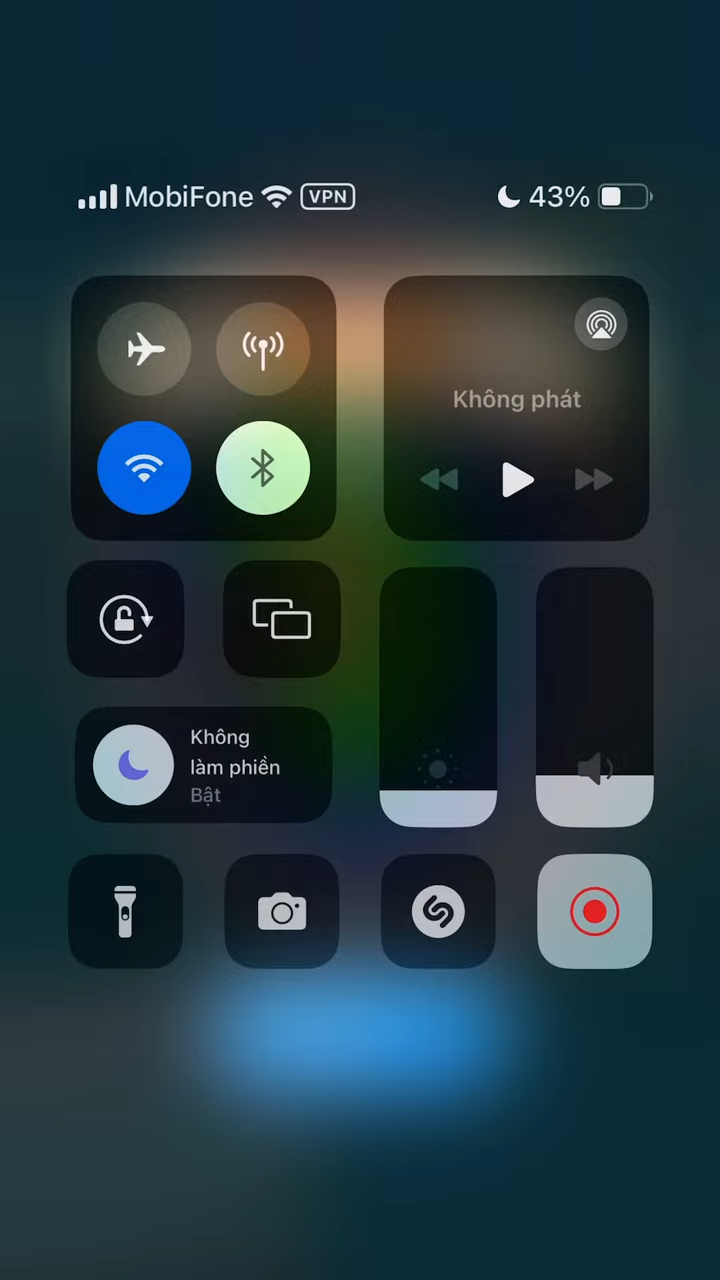 MobiFone VPN 43%
Không phát
Không
làm phiền
Bật